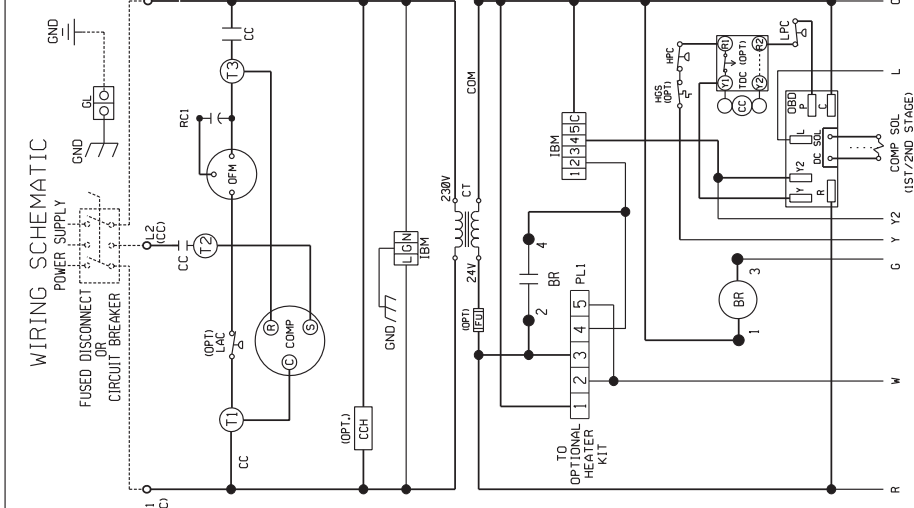 WIRING SCHEMATIC
POWER SUPPLY
FUSED DISCONNECT
OR
CIRCUIT BREAKER
GND
GL
GND
L2
(CC)
CC
T2
CC
T3
RC1
OFM
(OPT)
LAC
R
COMP
S
C
T1
CC
(OPT.)
CCH
GND
L G N
IBM
230V
CT
24V
COM
(OPT)
FU
4
BR
2
PL1
1 2 3 4 5
TO
OPTIONAL
HEATER
KIT
IBM
1 2 3 4 5 C
BR
3
1
HGS
(OPT)
HPC
R1
R2
TDC (OPT)
Y1
Y2
CC
LPC
OBD
P
C
L
DC SOL
Y2
Y
R
COMP SOL
(1ST/2ND STAGE)
L
Y2
Y
G
W
R